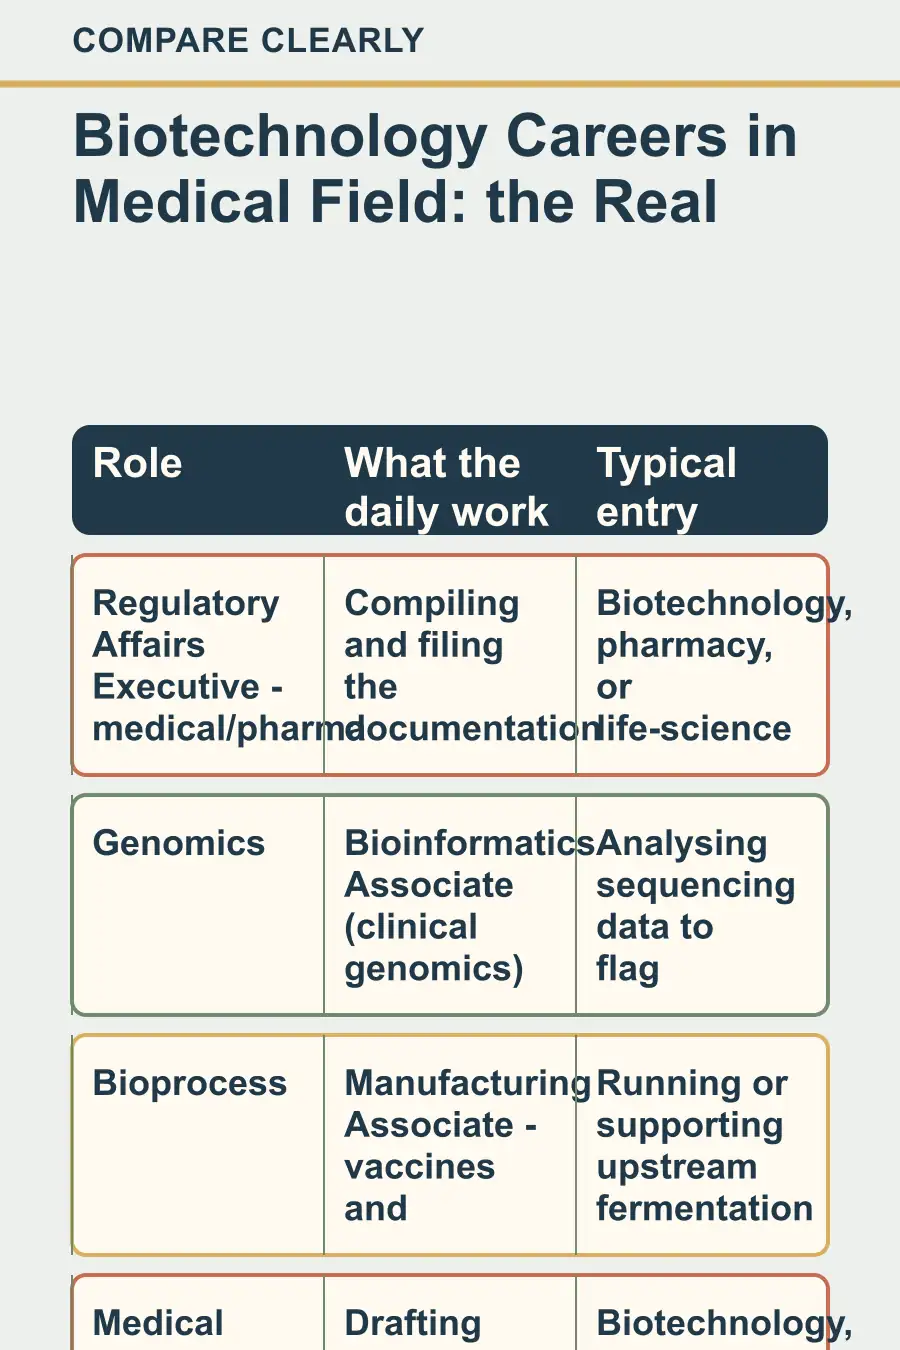 COMPARE CLEARLY
Biotechnology Careers in
Medical Field: the Real
Role
What the
daily work
Typical
entry
Regulatory
Affairs
Executive -
medical/pharma
Compiling
and filing
the
documentation
Biotechnology,
pharmacy,
or
life-science
Genomics
Bioinformatics
Associate
(clinical
genomics)
Analysing
sequencing
data to
flag
Bioprocess
Manufacturing
Associate -
vaccines
and
Running or
supporting
upstream
fermentation
Medical
Drafting
Biotechnology,